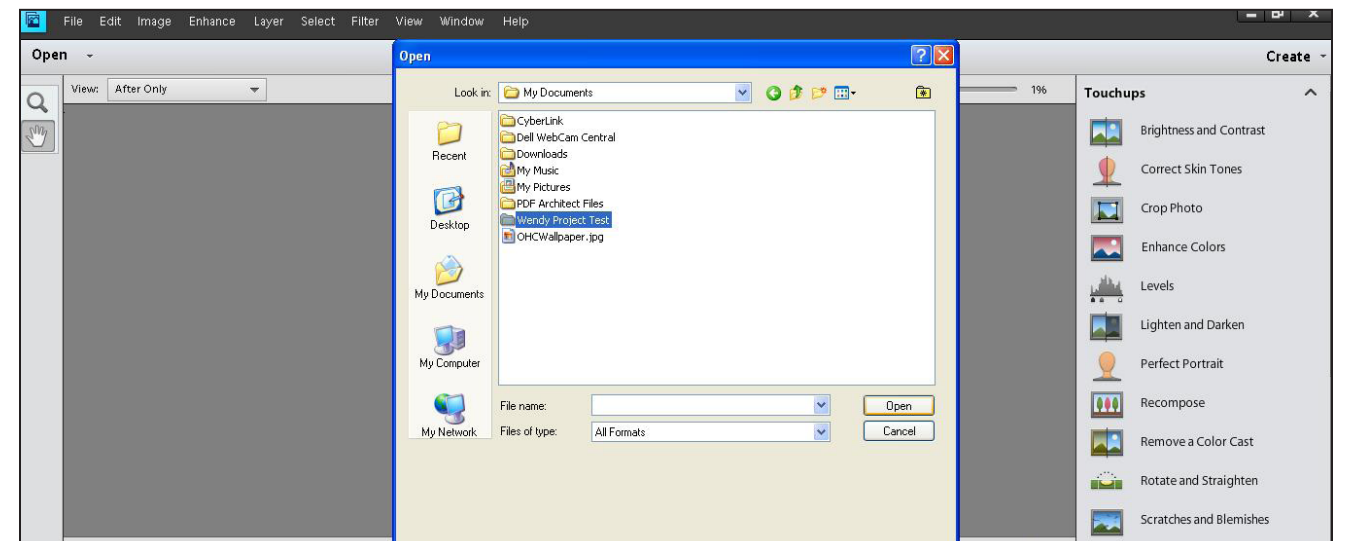 File Edit Image Enhance Layer Select Filter View Window Help
Open
Create
View: After Only
1%
Open
Look in: My Documents
Recent
Desktop
My Documents
My Computer
My Network
CyberLink
Dell WebCam Central
Downloads
My Music
My Pictures
PDF Architect Files
Wendy Project Test
OHCWallpaper.jpg
File name:
Open
Files of type: All Formats
Cancel
Touchups
Brightness and Contrast
Correct Skin Tones
Crop Photo
Enhance Colors
Levels
Lighten and Darken
Perfect Portrait
Recompose
Remove a Color Cast
Rotate and Straighten
Scratches and Blemishes